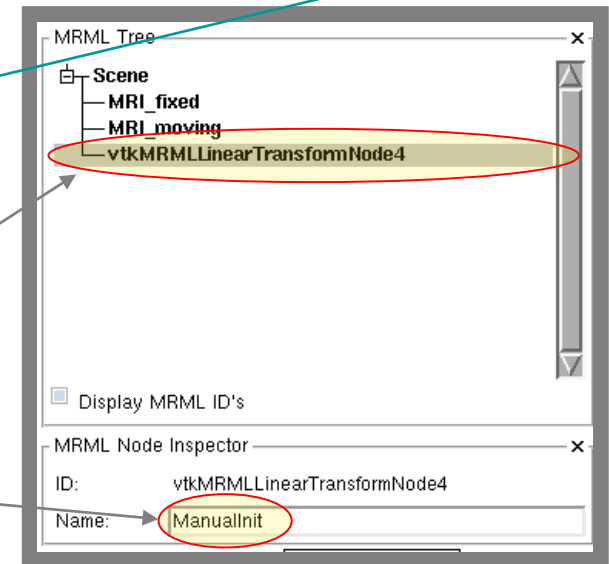 MRML Tree
Scene
MRI_fixed
MRI_moving
vtkMRMLLinearTransformNode4
Display MRML ID's
MRML Node Inspector
ID: vtkMRMLLinearTransformNode4
Name: ManualInit